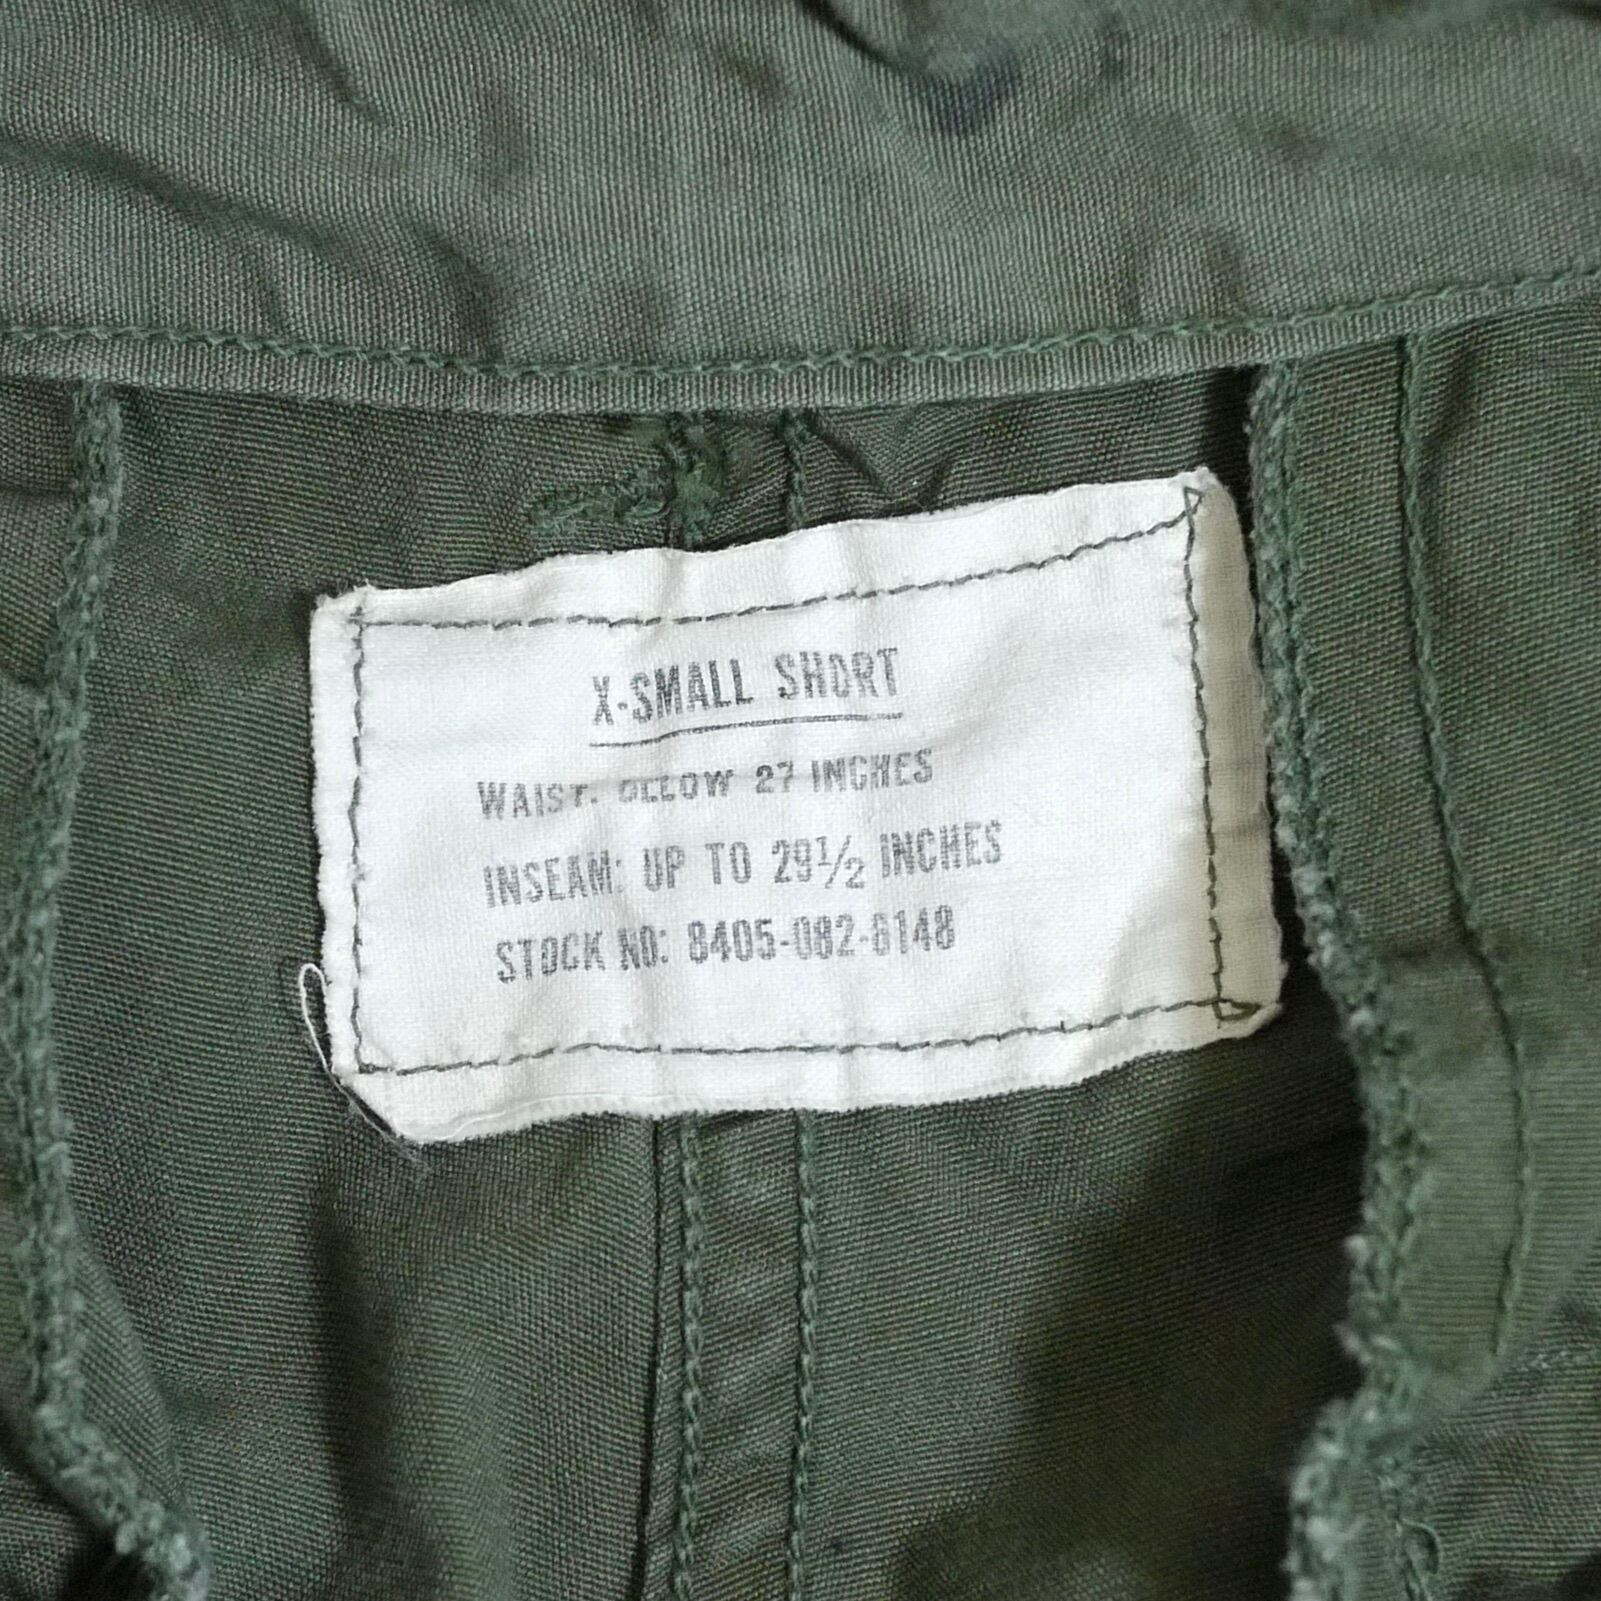 X-SMALL SHORT
WAIST: BELOW 27 INCHES
INSEAM: UP TO 29½ INCHES
STOCK NO: 8405-082-6148